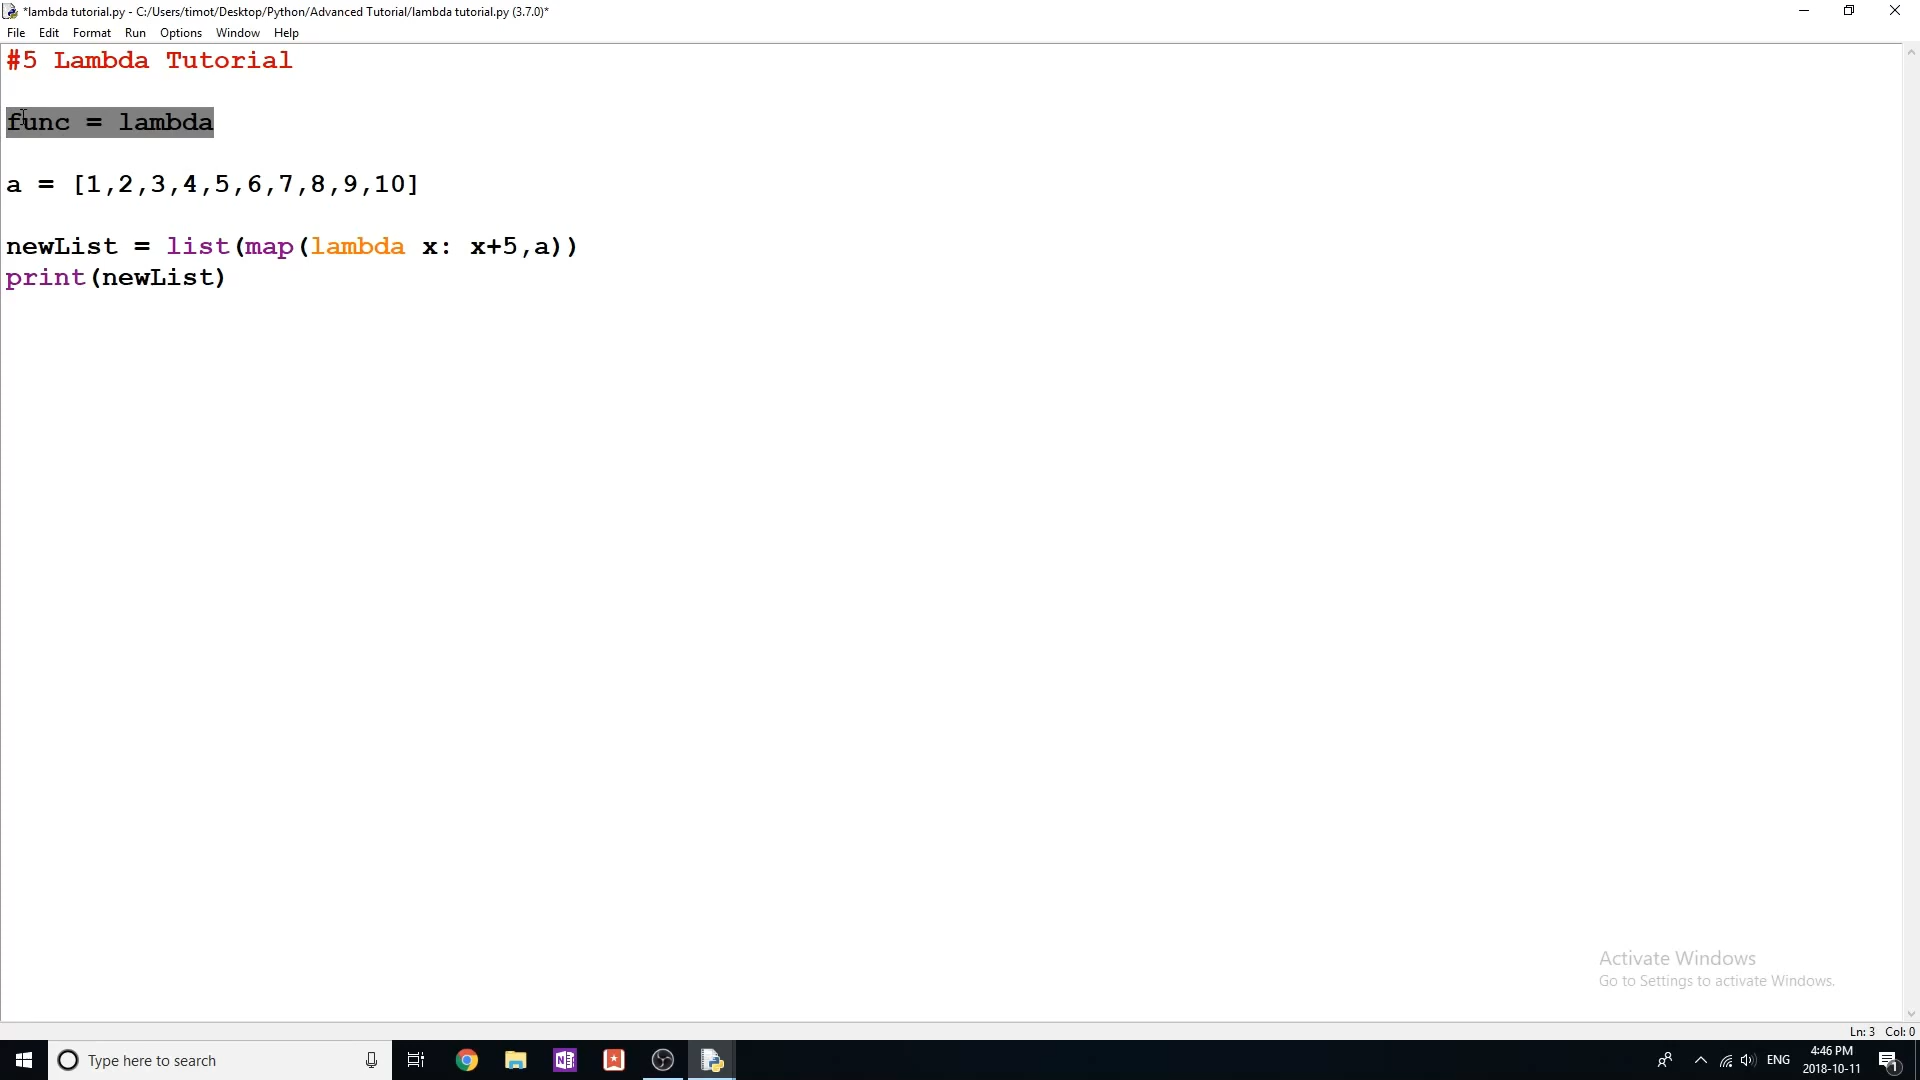 *lambda tutorial.py - C:/Users/timot/Desktop/Python/Advanced Tutorial/lambda tutorial.py (3.7.0)*
File Edit Format Run Options Window Help
#5 Lambda Tutorial
func = lambda
a = [1,2,3,4,5,6,7,8,9,10]
newList = list(map(lambda x: x+5,a))
print(newList)
Activate Windows
Go to Settings to activate Windows.
Ln: 3 Col: 0
Type here to search
N
ENG
4:46 PM
2018-10-11
1